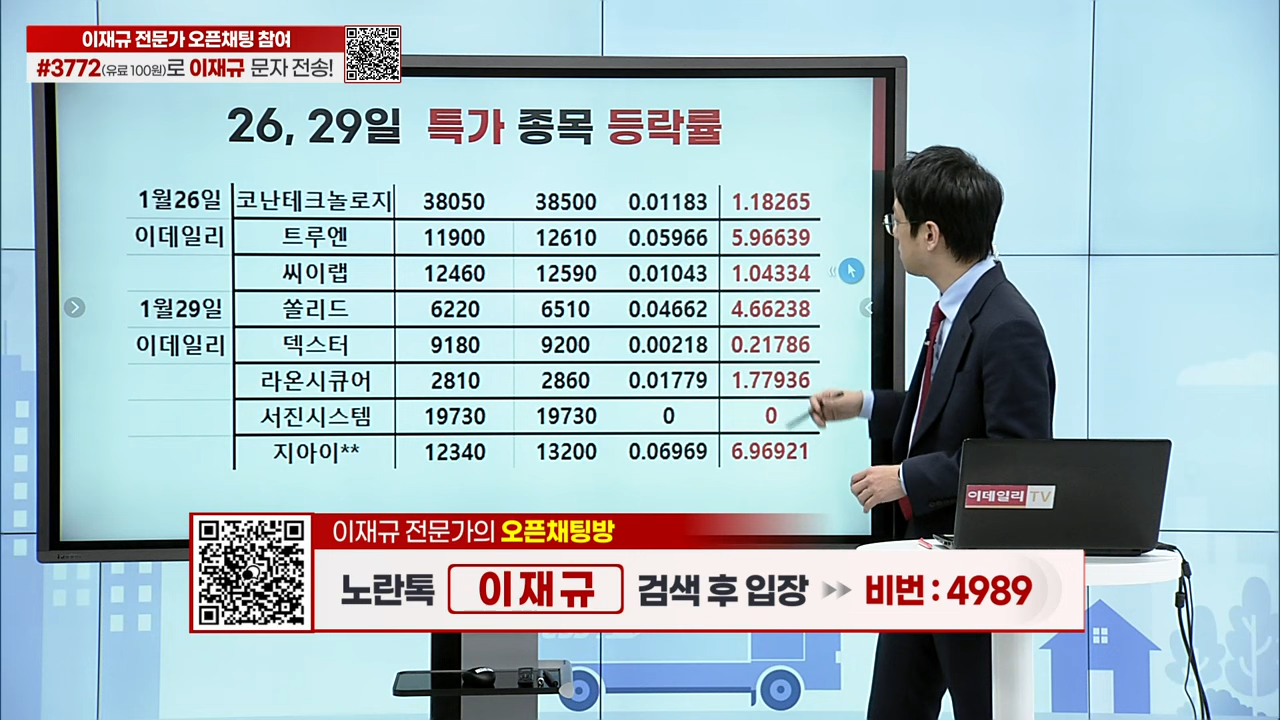 이재규 전문가 오픈채팅 참여
#3772(유료 100원)로 이재규 문자 전송!
26, 29일 특가 종목 등락률
1월26일 코난테크놀로지 38050 38500 0.01183 1.18265
이데일리 트루엔 11900 12610 0.05966 5.96639
씨이랩 12460 12590 0.01043 1.04334
1월29일 쏠리드 6220 6510 0.04662 4.66238
이데일리 덱스터 9180 9200 0.00218 0.21786
라온시큐어 2810 2860 0.01779 1.77936
서진시스템 19730 19730 0 0
지아이** 12340 13200 0.06969 6.96921
이데일리 TV
이재규 전문가의 오픈채팅방
노란톡 이재규 검색 후 입장 비번 : 4989